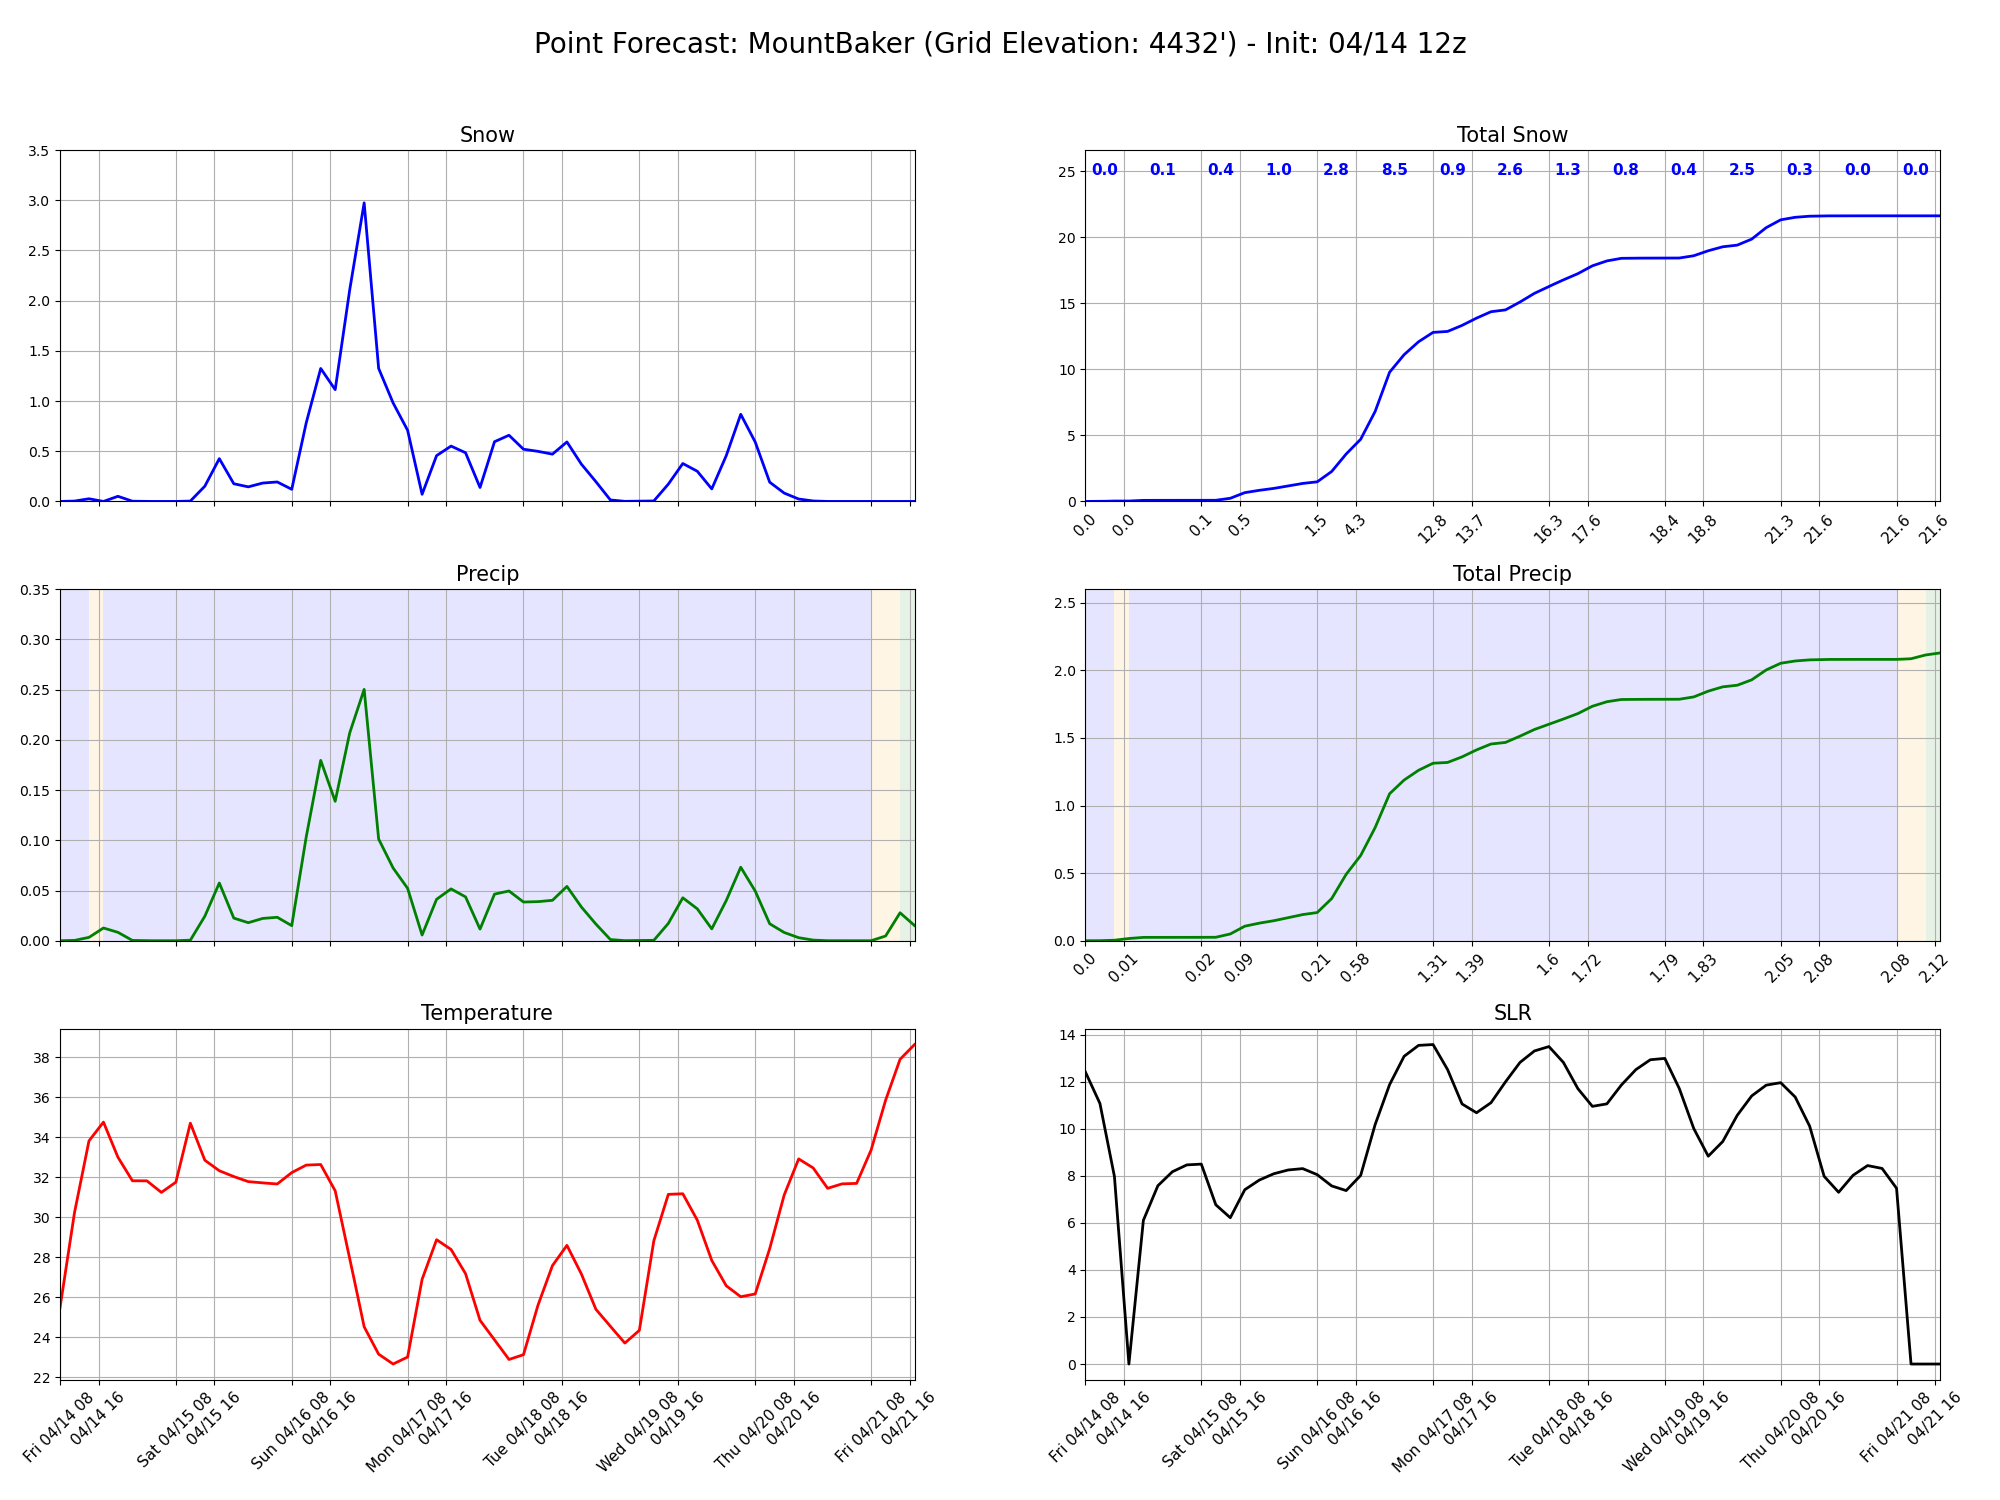 Point Forecast: MountBaker (Grid Elevation: 4432') - Init: 04/14 12z
Snow
3.5
3.0
2.5
2.0
1.5
1.0
0.5
0.0
Total Snow
0.0 0.1 0.4 1.0 2.8 8.5 0.9 2.6 1.3 0.8 0.4 2.5 0.3 0.0 0.0
25
20
15
10
5
0
0.0 0.0 0.1 0.5 1.5 4.3 12.8 13.7 16.3 17.6 18.4 18.8 21.3 21.6 21.6 21.6
Precip
0.35
0.30
0.25
0.20
0.15
0.10
0.05
0.00
Total Precip
2.5
2.0
1.5
1.0
0.5
0.0
0.0 0.01 0.02 0.09 0.21 0.58 1.31 1.39 1.6 1.72 1.79 1.83 2.05 2.08 2.08 2.12
Temperature
38
36
34
32
30
28
26
24
22
Fri 04/14 08
04/14 16
Sat 04/15 08
04/15 16
Sun 04/16 08
04/16 16
Mon 04/17 08
04/17 16
Tue 04/18 08
04/18 16
Wed 04/19 08
04/19 16
Thu 04/20 08
04/20 16
Fri 04/21 08
04/21 16
SLR
14
12
10
8
6
4
2
0
Fri 04/14 08
04/14 16
Sat 04/15 08
04/15 16
Sun 04/16 08
04/16 16
Mon 04/17 08
04/17 16
Tue 04/18 08
04/18 16
Wed 04/19 08
04/19 16
Thu 04/20 08
04/20 16
Fri 04/21 08
04/21 16